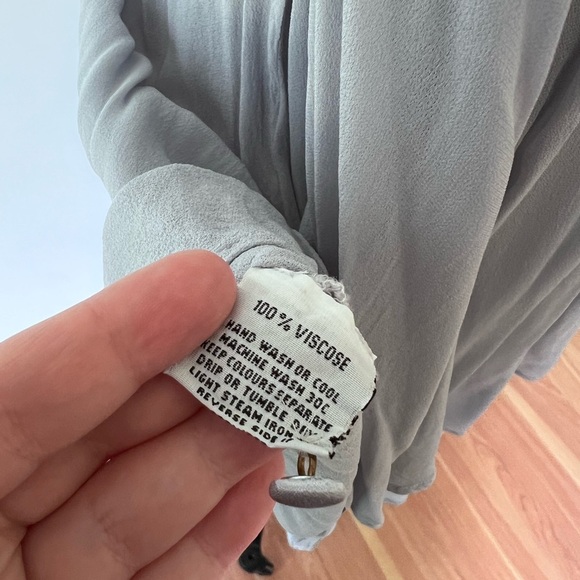 100% VISCOSE
HAND WASH OR COOL
MACHINE WASH 30C
KEEP COLOURS SEPARATE
DRIP OR TUMBLE DRY
LIGHT STEAM IRON
REVERSE SIDE